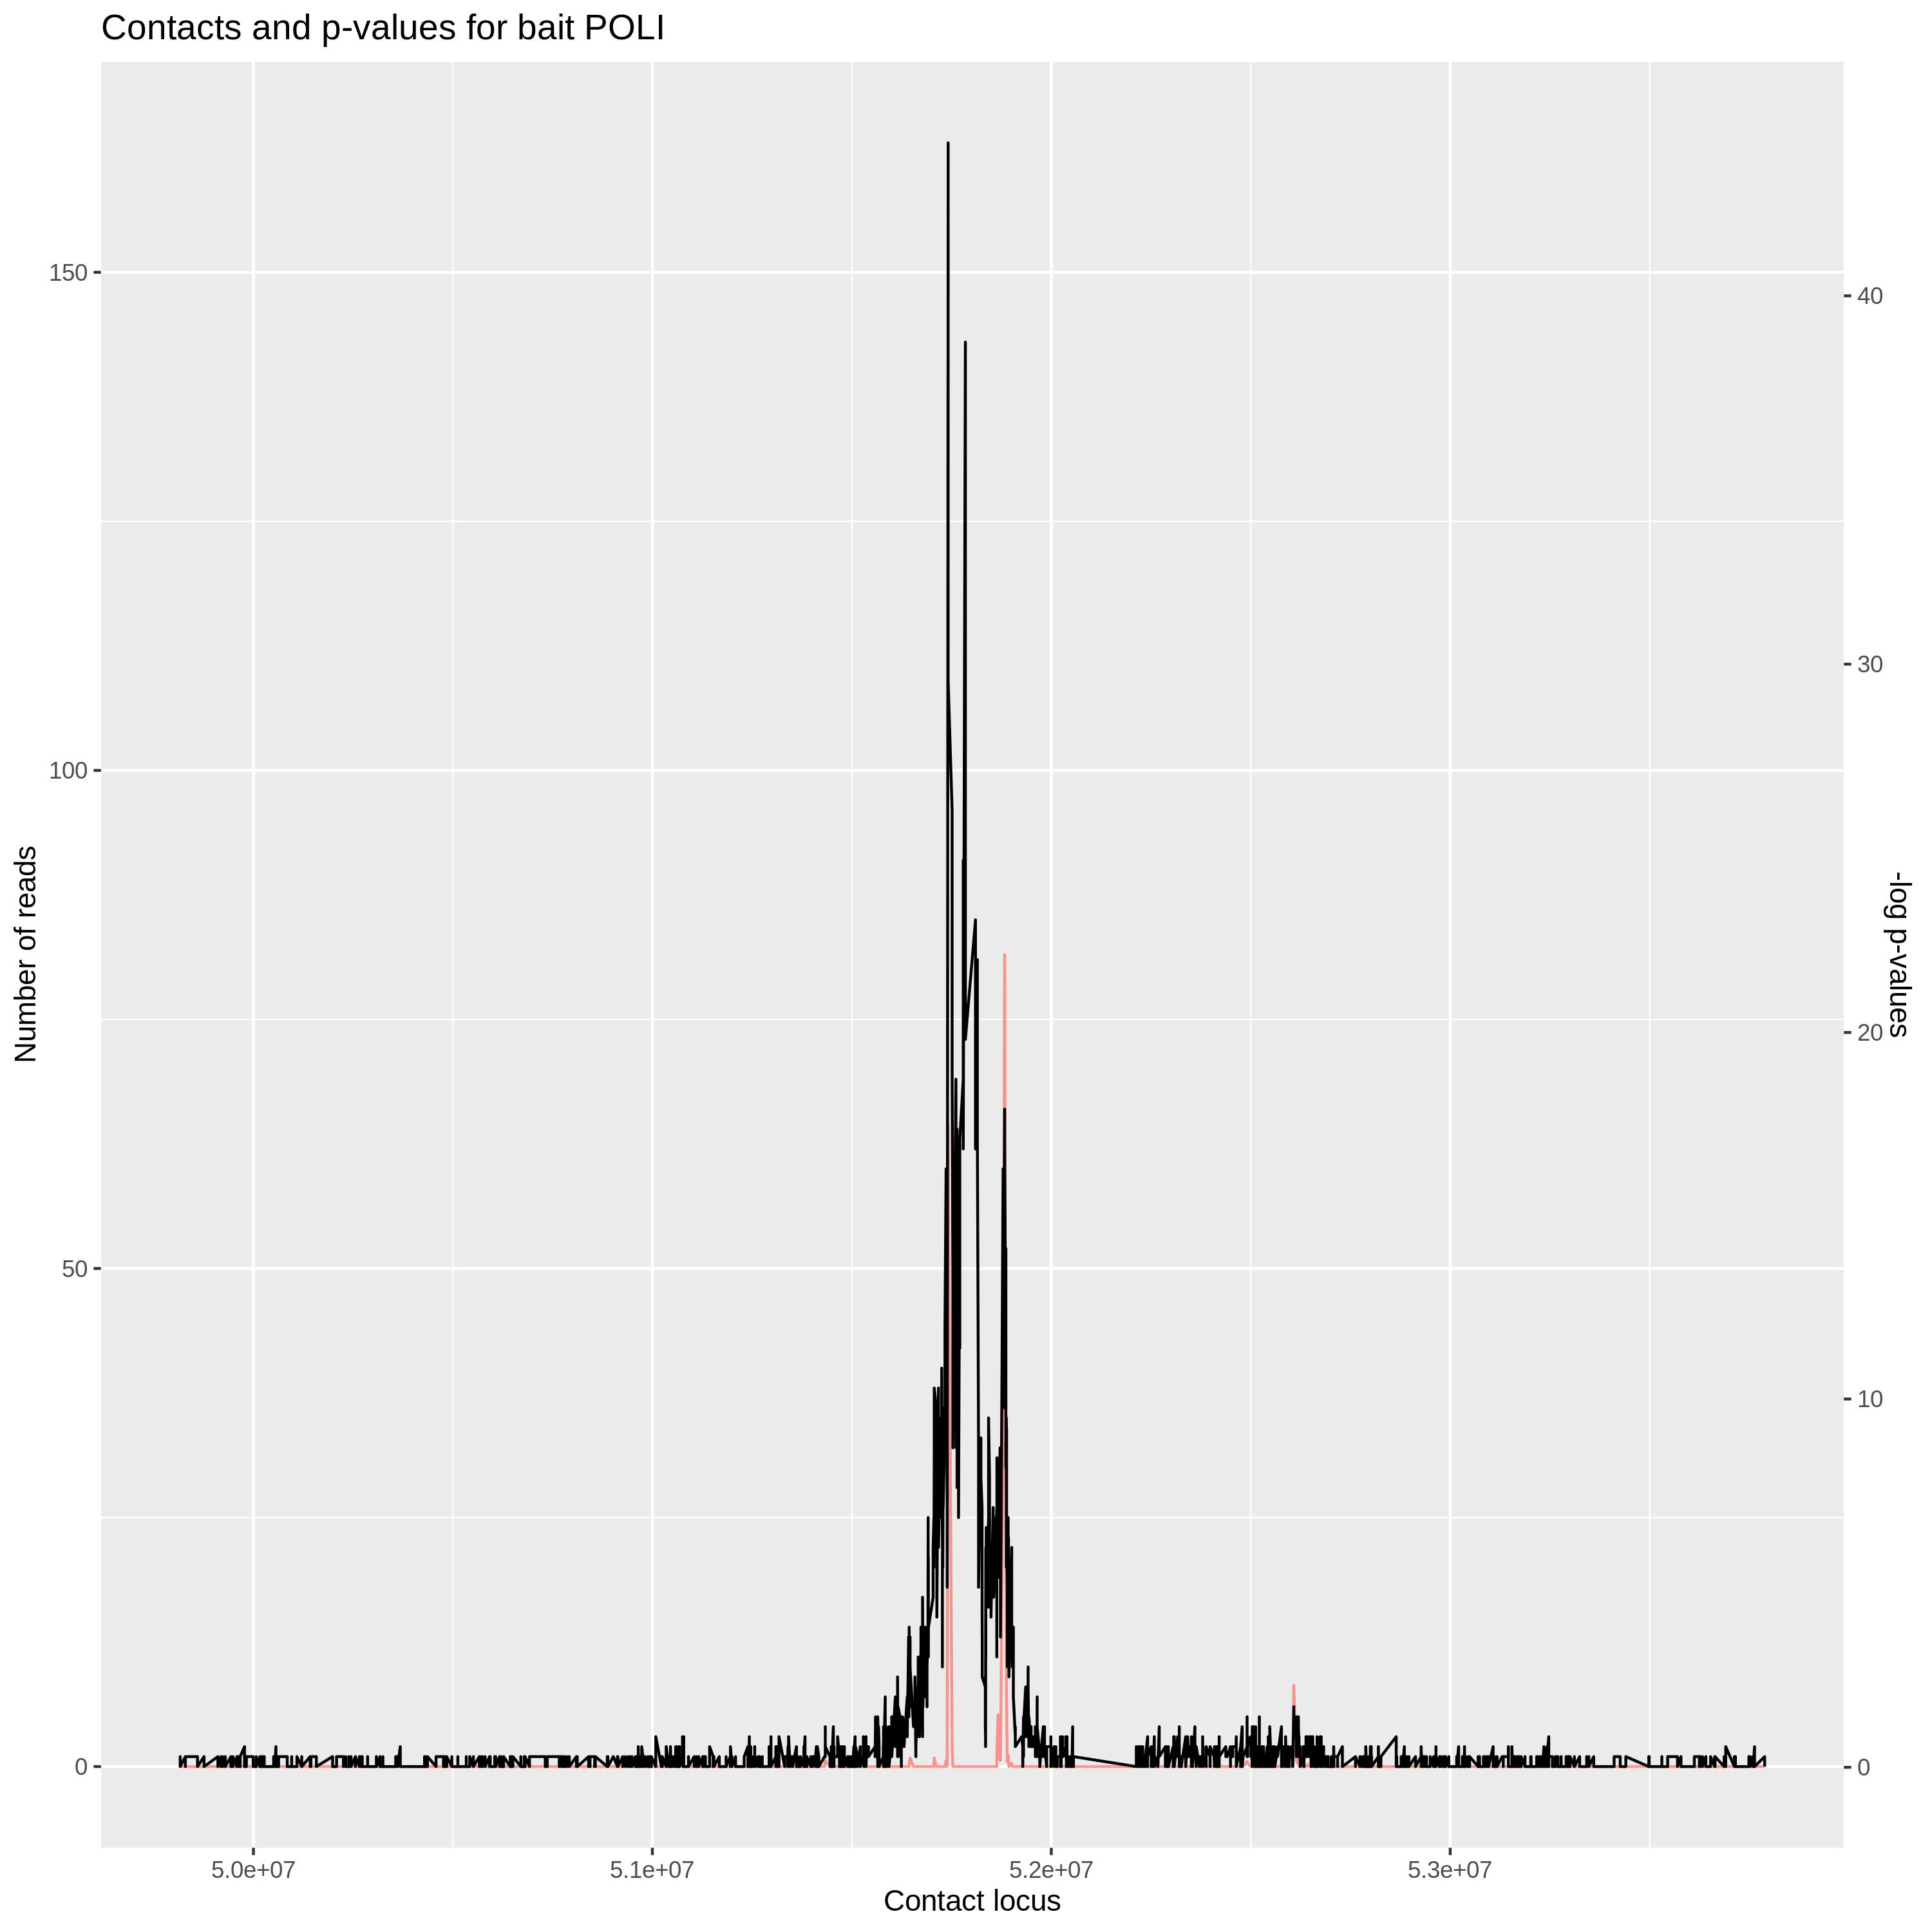 Contacts and p-values for bait POLI
150
100
50
0
Number of reads
40
30
20
10
0
-log p-values
5.0e+07
5.1e+07
5.2e+07
5.3e+07
Contact locus